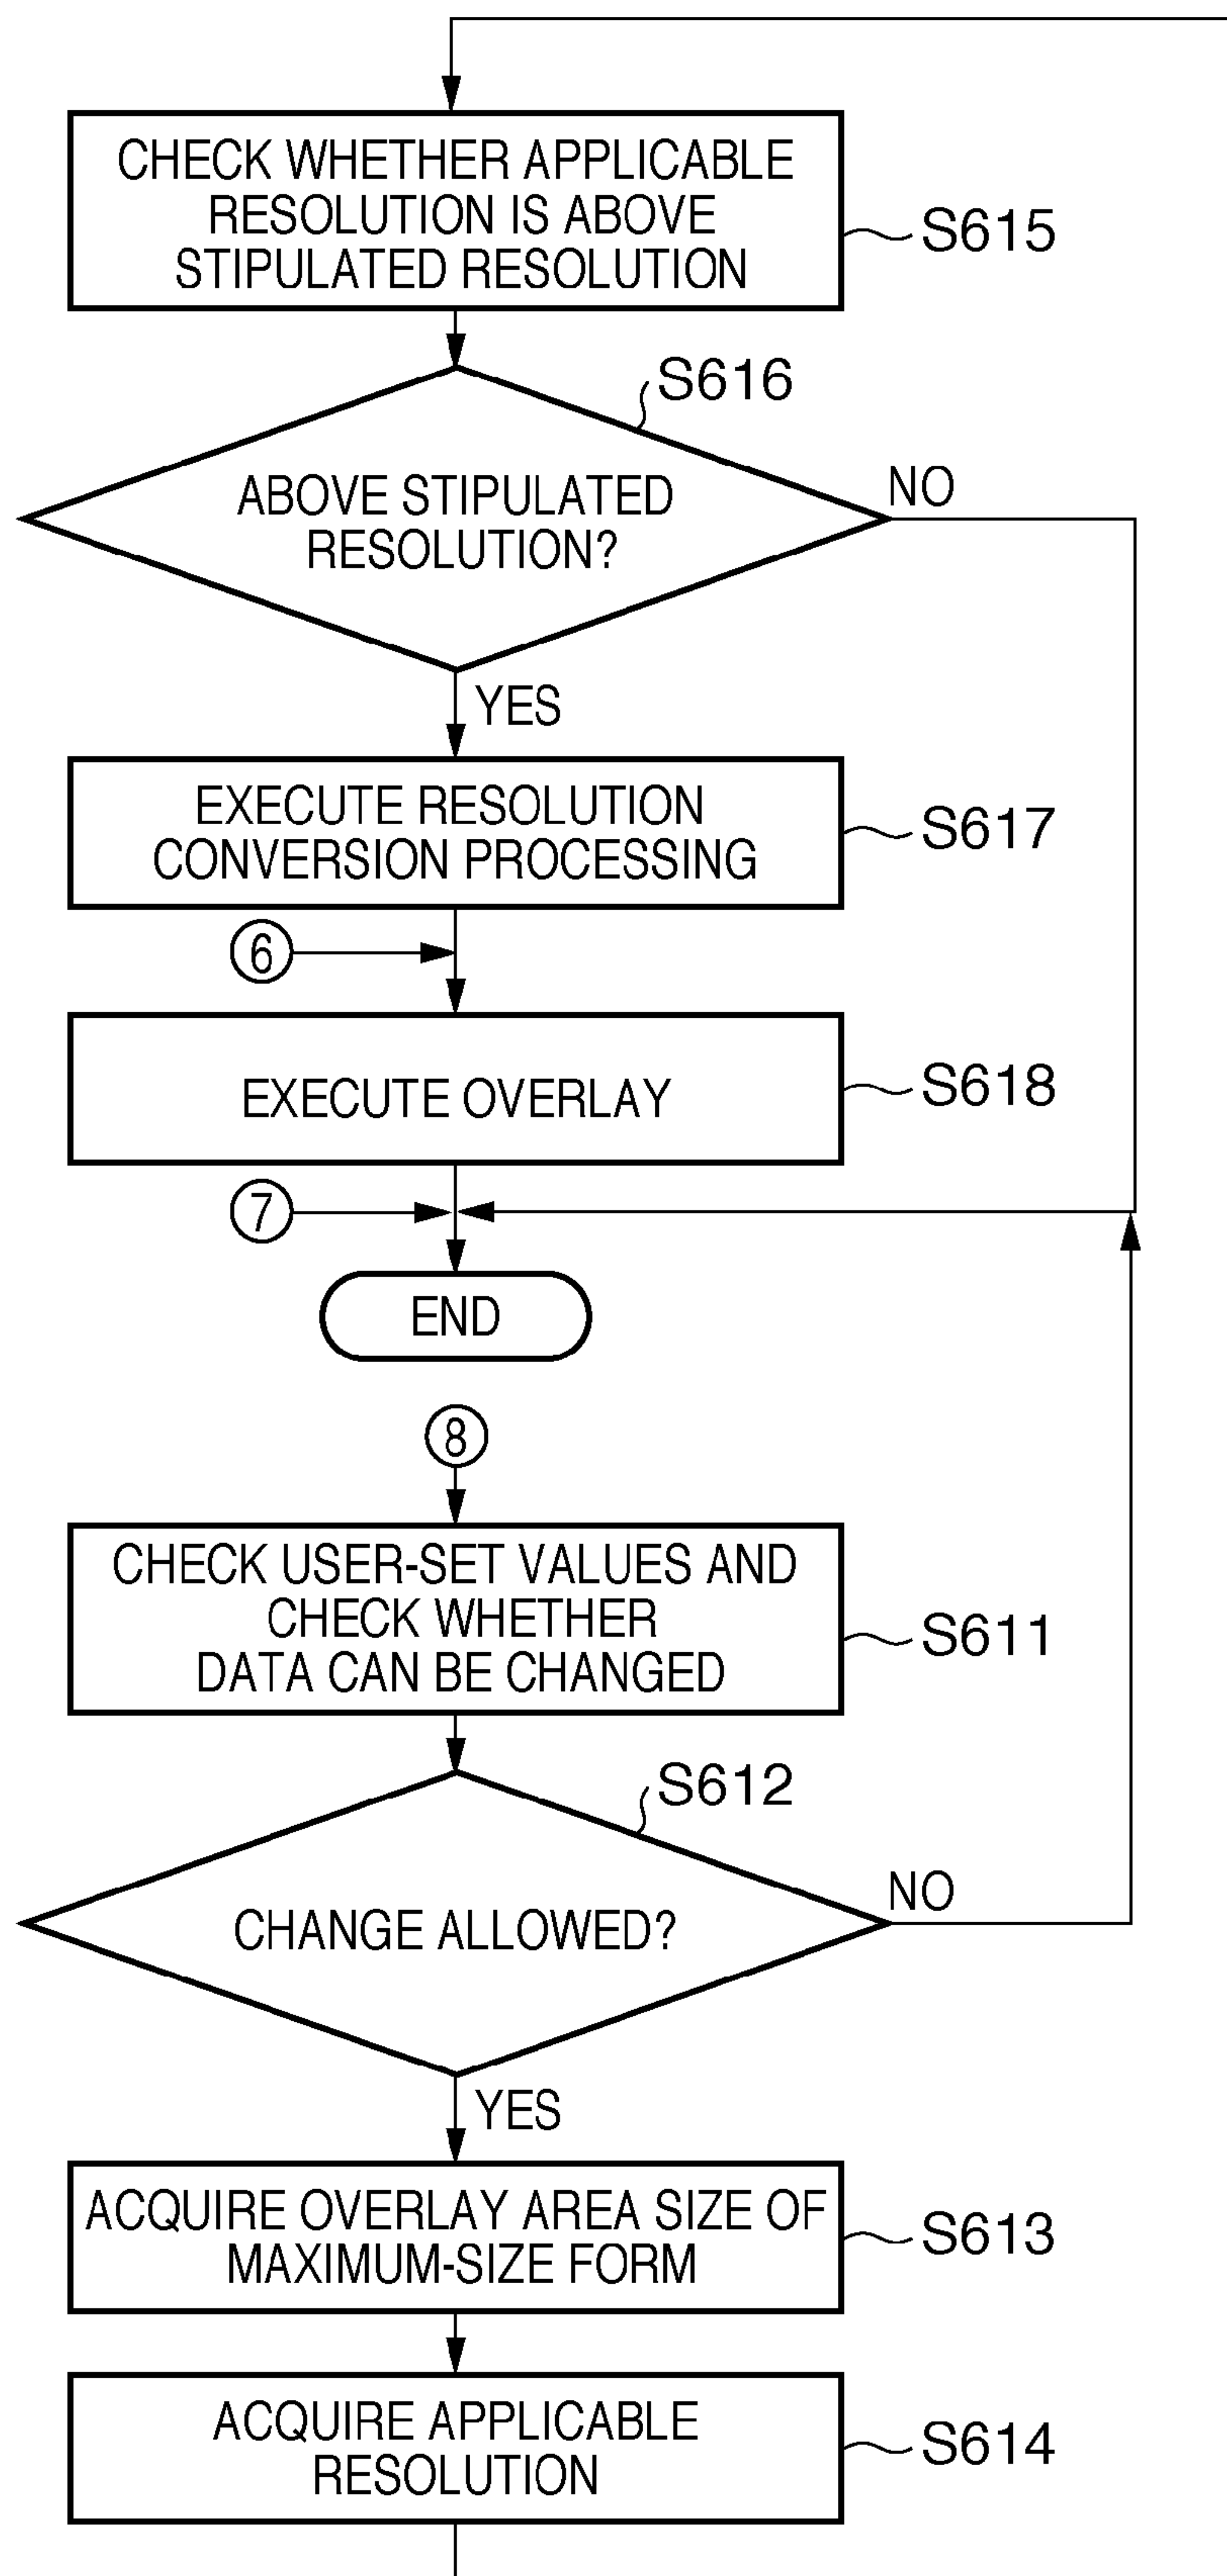 CHECK WHETHER APPLICABLE
RESOLUTION IS ABOVE
STIPULATED RESOLUTION
S615
S616
ABOVE STIPULATED
RESOLUTION?
NO
YES
EXECUTE RESOLUTION
CONVERSION PROCESSING
S617
6
EXECUTE OVERLAY
S618
7
END
8
CHECK USER-SET VALUES AND
CHECK WHETHER
DATA CAN BE CHANGED
S611
S612
CHANGE ALLOWED?
NO
YES
ACQUIRE OVERLAY AREA SIZE OF
MAXIMUM-SIZE FORM
S613
ACQUIRE APPLICABLE
RESOLUTION
S614